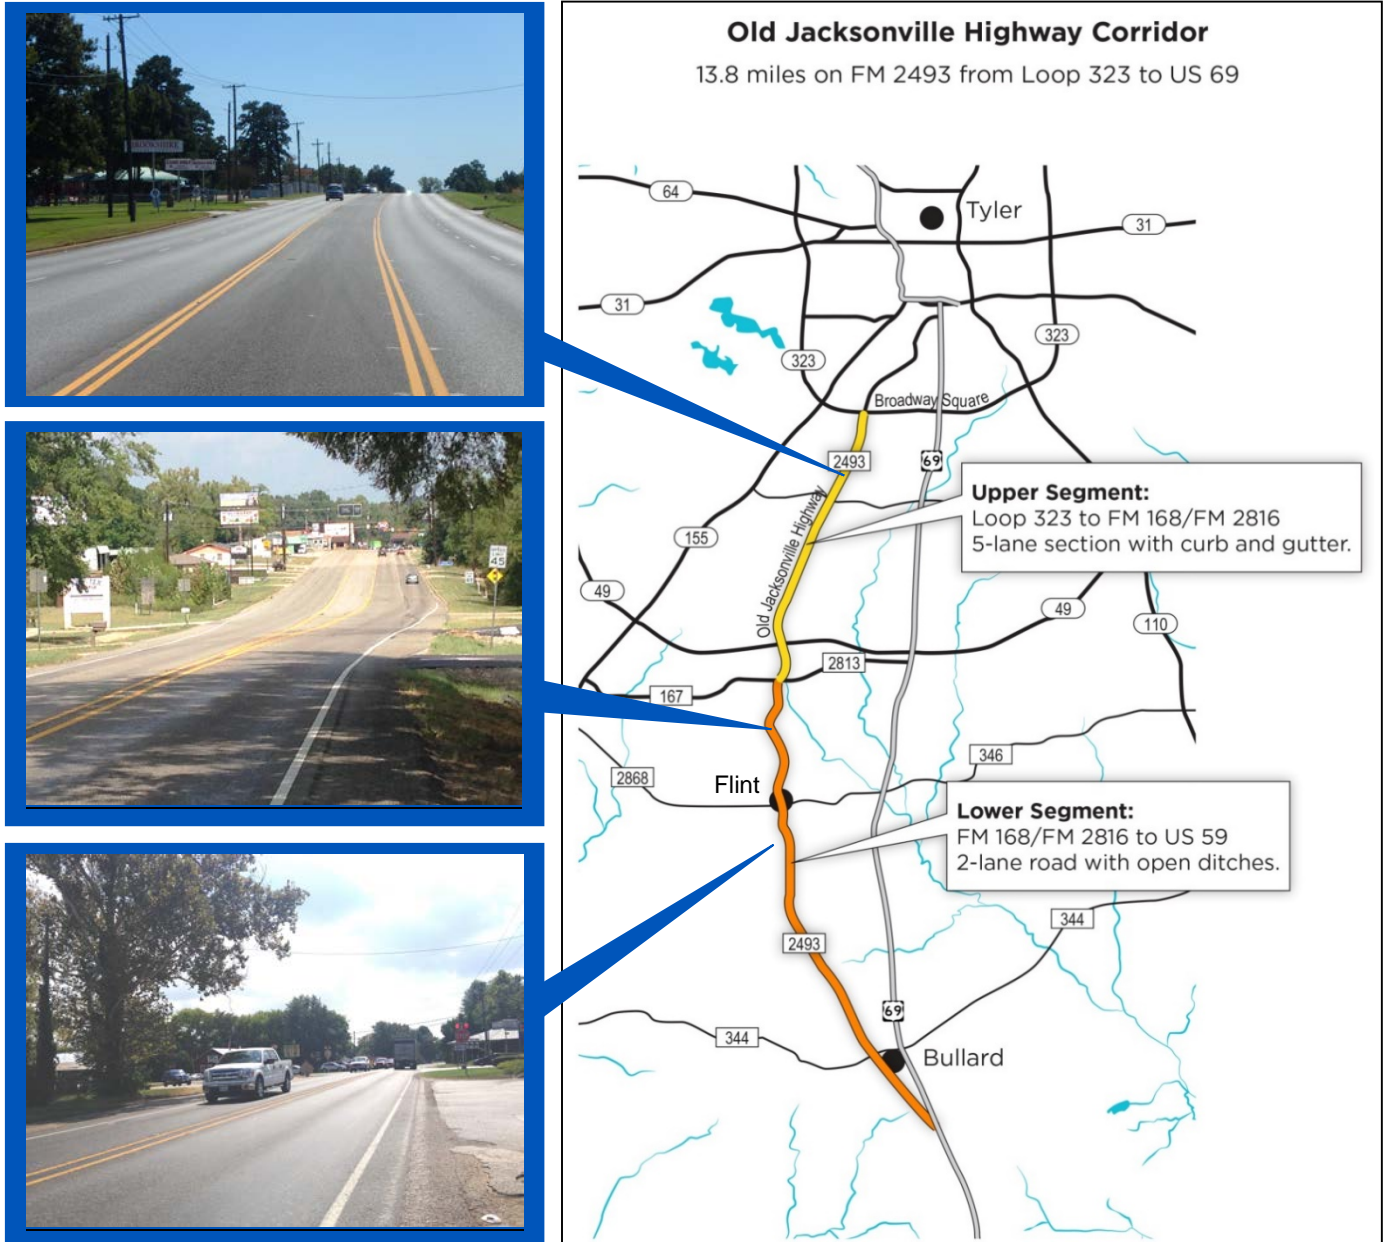 Old Jacksonville Highway Corridor
13.8 miles on FM 2493 from Loop 323 to US 69
64
Tyler
31
31
323
323
Broadway Square
2493
69
Upper Segment:
Loop 323 to FM 168/FM 2816
5-lane section with curb and gutter.
Old Jacksonville Highway
155
49
49
110
2813
167
346
2868
Flint
Lower Segment:
FM 168/FM 2816 to US 59
2-lane road with open ditches.
344
2493
69
344
Bullard
45